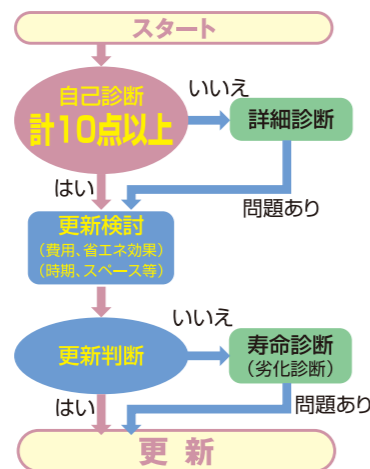 スタート
自己診断
計10点以上
いいえ
詳細診断
はい
問題あり
更新検討
(費用、省エネ効果)
(時期、スペース等)
いいえ
更新判断
寿命診断
(劣化診断)
はい
問題あり
更 新